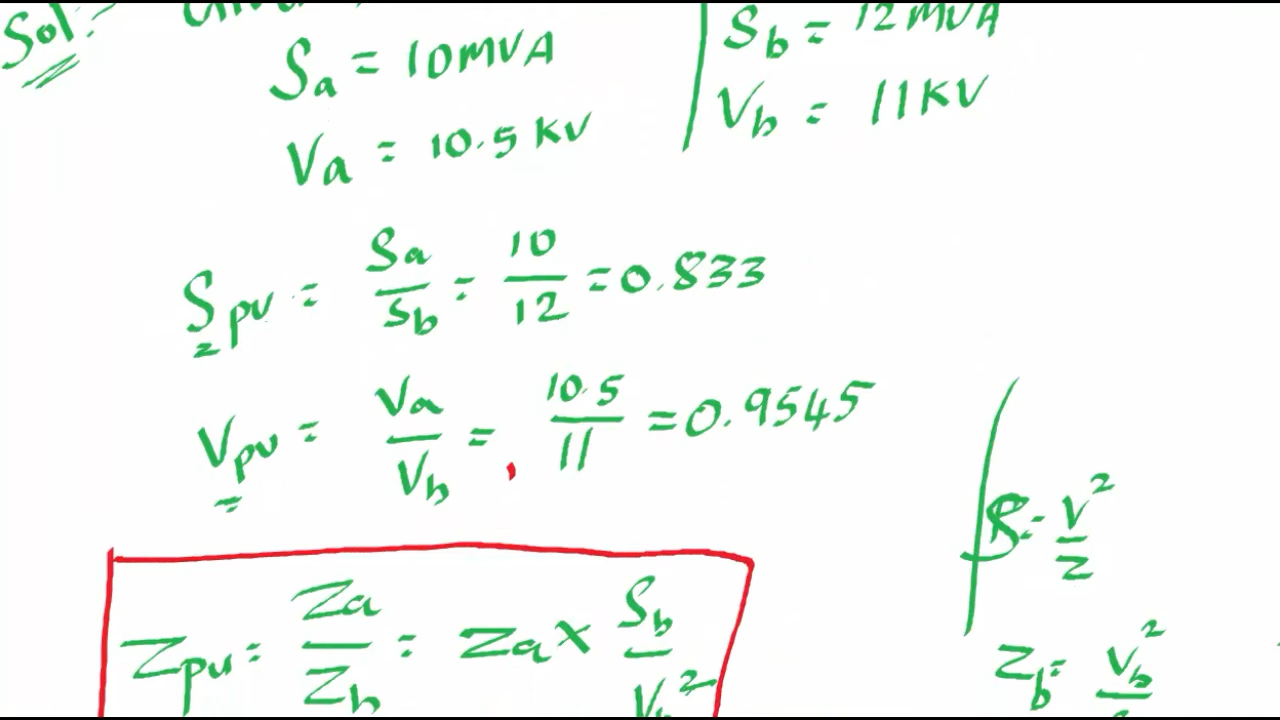 Sol:-
Sa = 10MVA
Va = 10.5 KV
Sb = 12MVA
Vb = 11KV
Spu = Sa/Sb = 10/12 = 0.833
Vpu = Va/Vb = 10.5/11 = 0.9545
S = V²/Z
Zpu = Za/Zb = Za x Sb/Vb²
Zb = Vb²